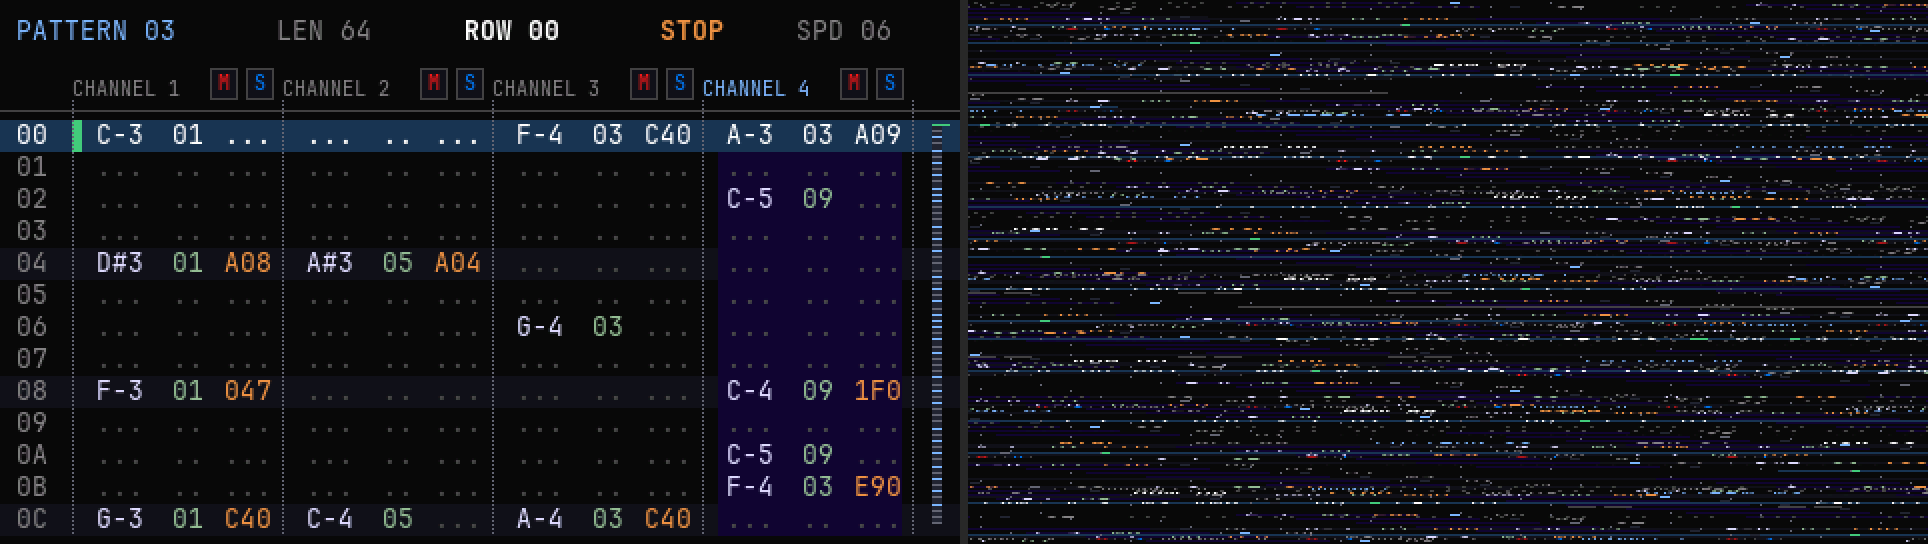 PATTERN 03 LEN 64 ROW 00 STOP SPD 06
CHANNEL 1 M S CHANNEL 2 M S CHANNEL 3 M S CHANNEL 4 M S
00 C-3 01 ... ... .. ... F-4 03 C40 A-3 03 A09
01 ... .. ... ... .. ... ... .. ... ... .. ...
02 ... .. ... ... .. ... ... .. ... C-5 09 ...
03 ... .. ... ... .. ... ... .. ... ... .. ...
04 D#3 01 A08 A#3 05 A04 ... .. ... ... .. ...
05 ... .. ... ... .. ... ... .. ... ... .. ...
06 ... .. ... ... .. ... G-4 03 ... ... .. ...
07 ... .. ... ... .. ... ... .. ... ... .. ...
08 F-3 01 047 ... .. ... ... .. ... C-4 09 1F0
09 ... .. ... ... .. ... ... .. ... ... .. ...
0A ... .. ... ... .. ... ... .. ... C-5 09 ...
0B ... .. ... ... .. ... ... .. ... F-4 03 E90
0C G-3 01 C40 C-4 05 ... A-4 03 C40 ... .. ...